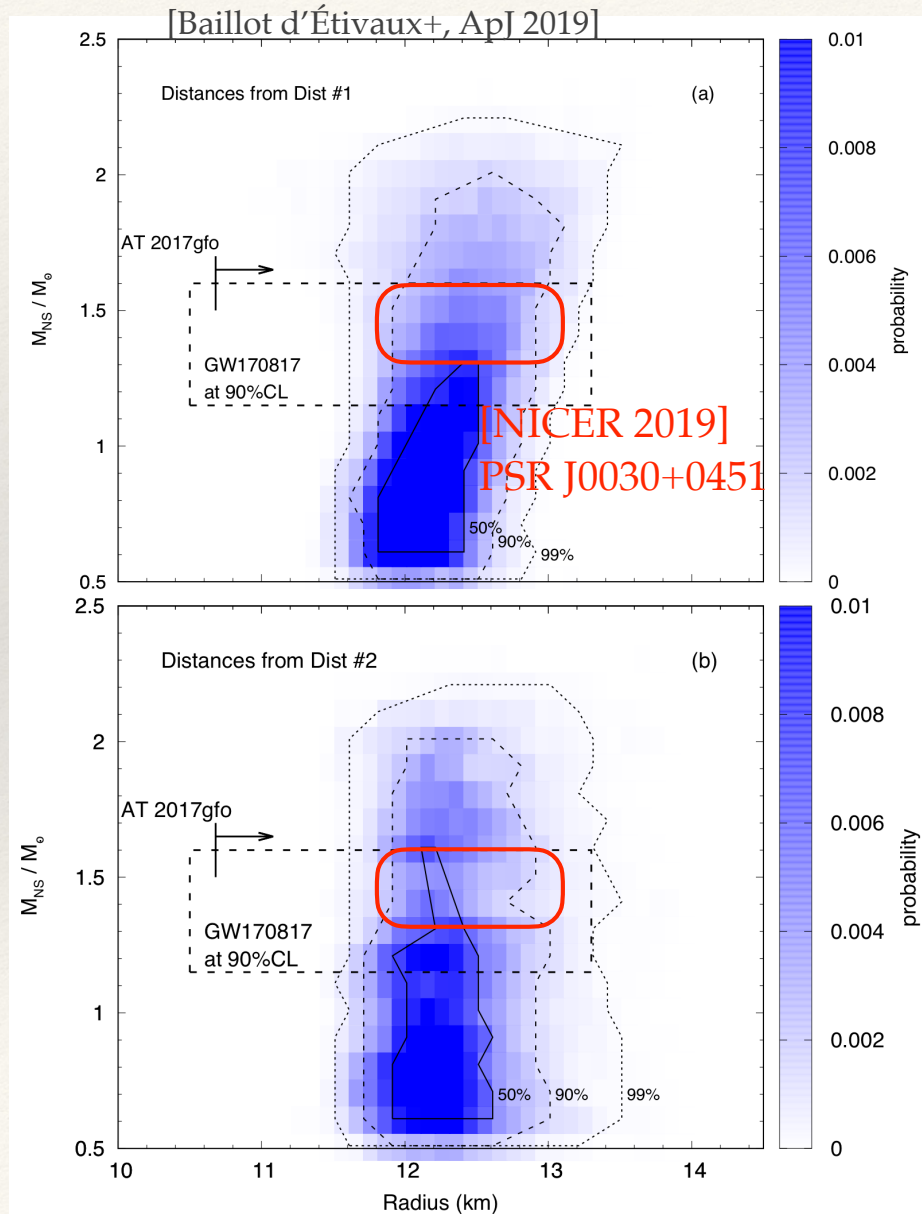 [Baillot d’Étivaux+, ApJ 2019]
2.5
0.01
Distances from Dist #1
(a)
0.008
2
AT 2017gfo
0.006
M_NS / M_⊙
1.5
probability
GW170817
at 90%CL
0.004
[NICER 2019]
1
PSR J0030+0451
0.002
50%
90%
99%
0.5
0
2.5
0.01
Distances from Dist #2
(b)
0.008
2
AT 2017gfo
0.006
M_NS / M_⊙
1.5
probability
GW170817
at 90%CL
0.004
1
0.002
50%
90%
99%
0.5
0
10
11
12
13
14
Radius (km)